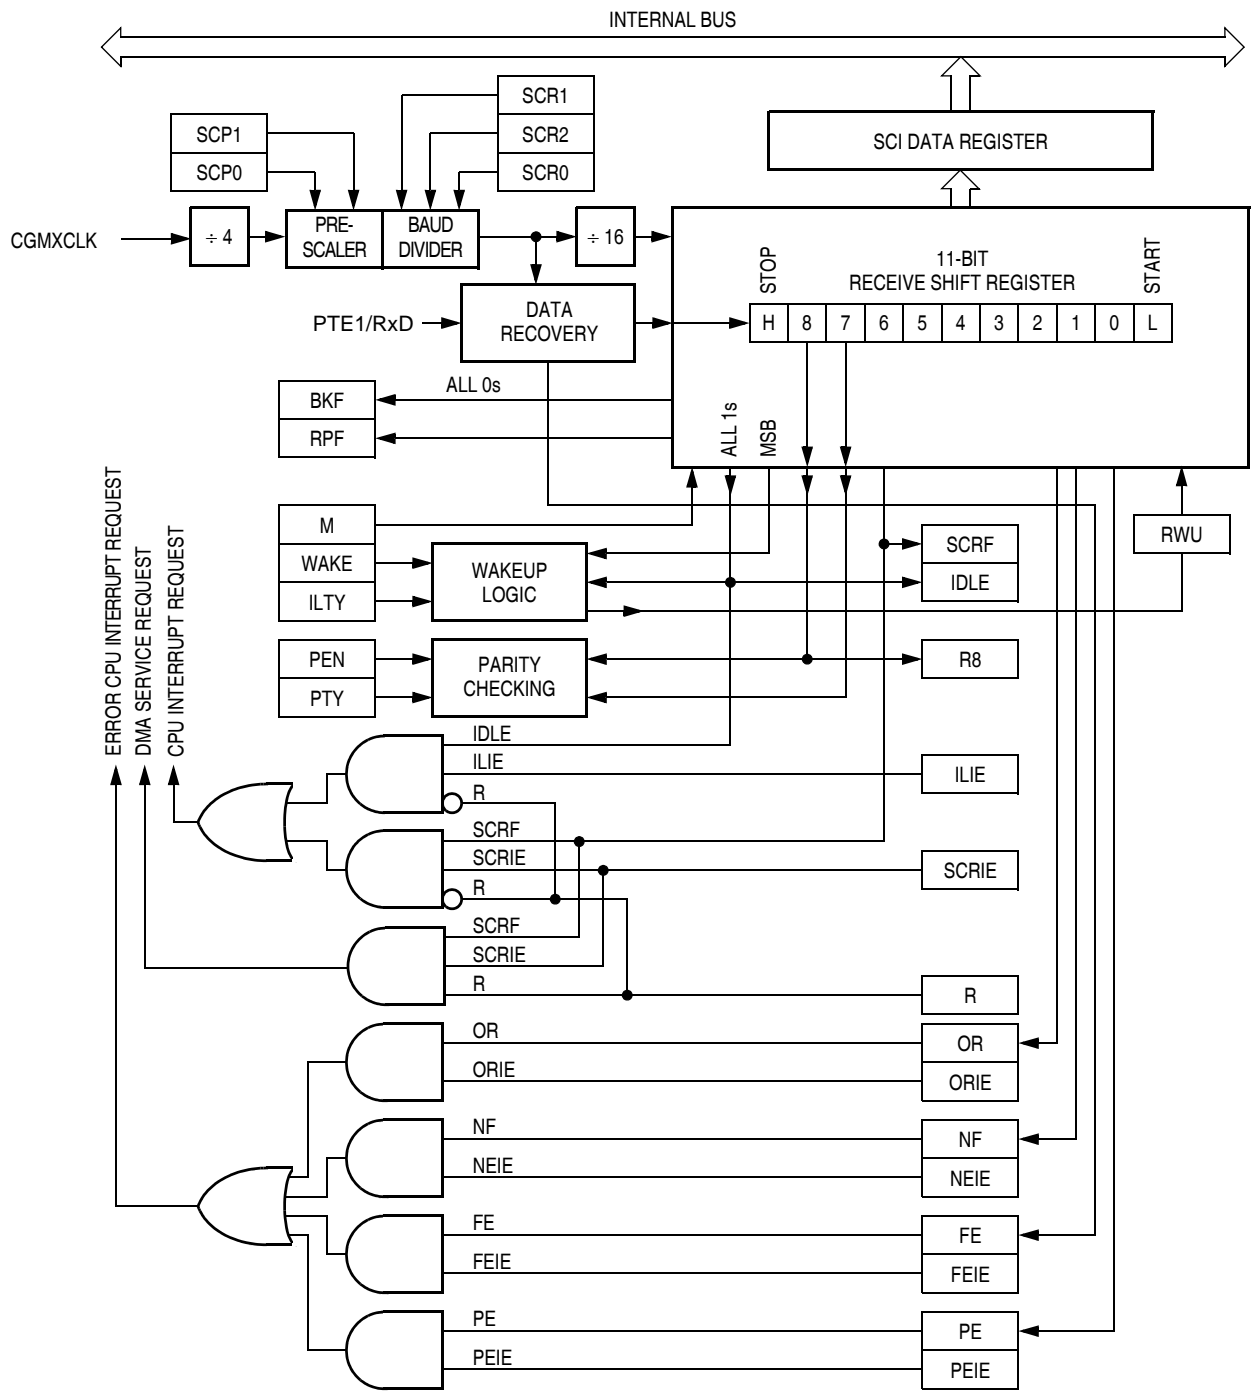 INTERNAL BUS
SCR1
SCR2
SCR0
SCP1
SCP0
SCI DATA REGISTER
CGMXCLK
÷ 4
PRE-
SCALER
BAUD
DIVIDER
÷ 16
STOP
11-BIT
RECEIVE SHIFT REGISTER
START
PTE1/RxD
DATA
RECOVERY
H 8 7 6 5 4 3 2 1 0 L
ALL 0s
BKF
RPF
ALL 1s
MSB
M
WAKE
ILTY
WAKEUP
LOGIC
SCRF
IDLE
RWU
PEN
PTY
PARITY
CHECKING
R8
ERROR CPU INTERRUPT REQUEST
DMA SERVICE REQUEST
CPU INTERRUPT REQUEST
IDLE
ILIE
R
ILIE
SCRF
SCRIE
R
SCRIE
SCRF
SCRIE
R
R
OR
ORIE
OR
ORIE
NF
NEIE
NF
NEIE
FE
FEIE
FE
FEIE
PE
PEIE
PE
PEIE